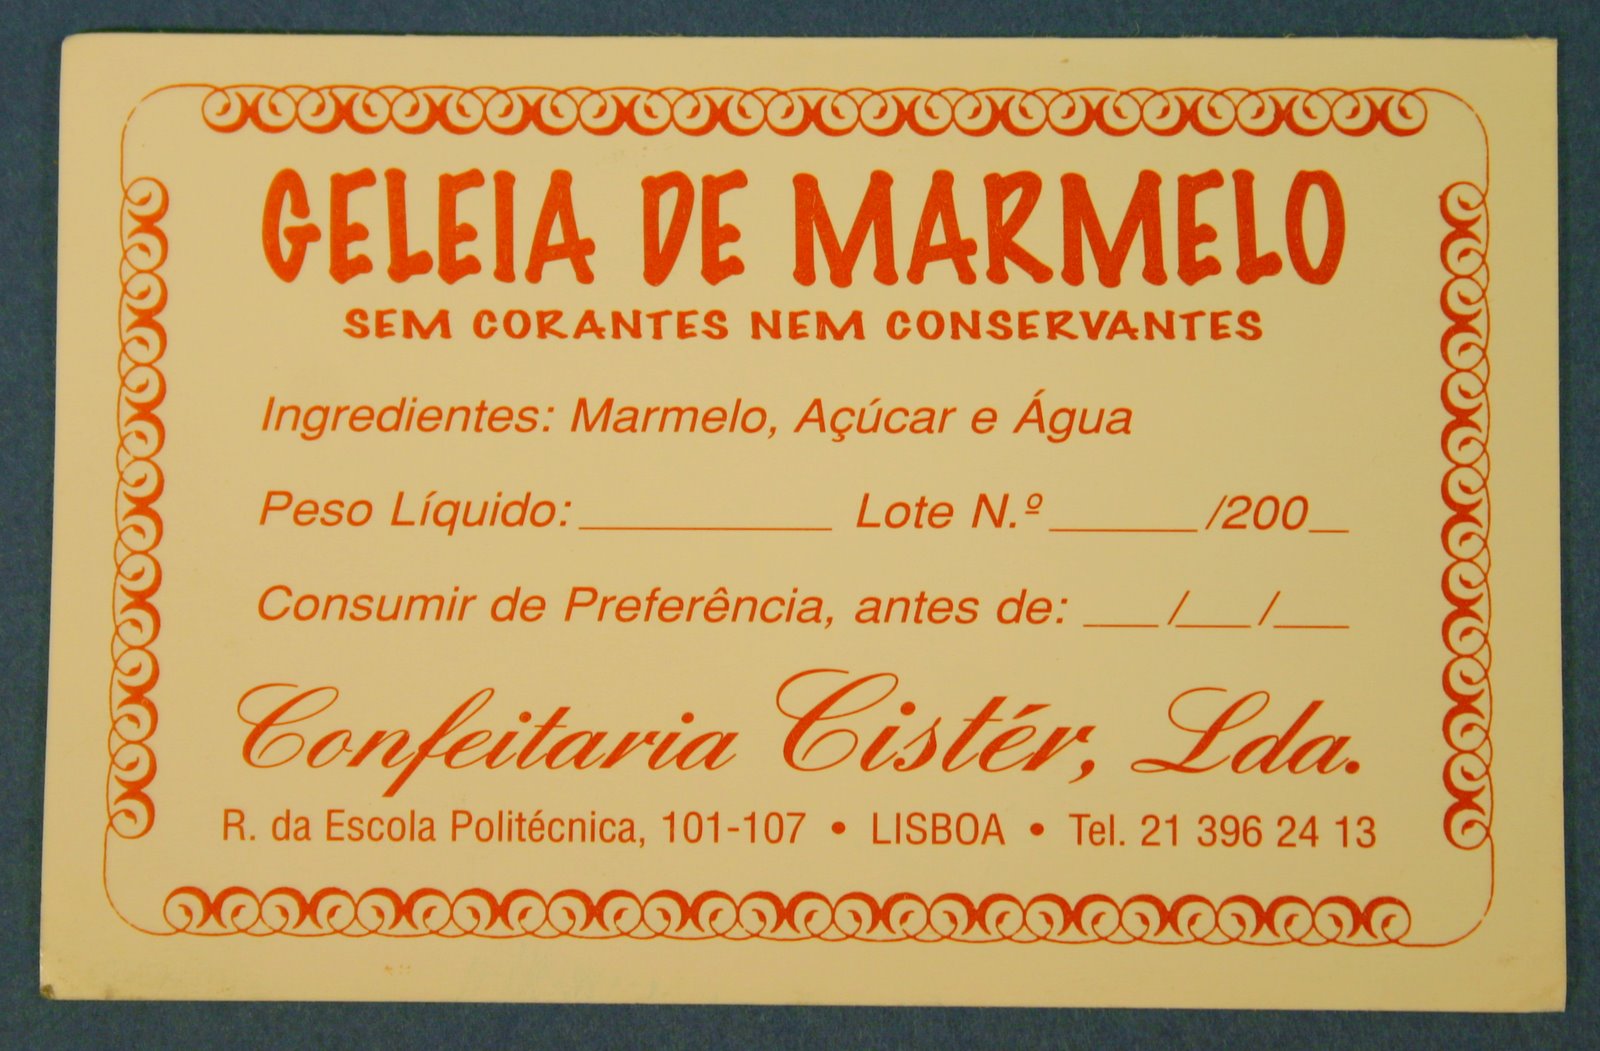 GELEIA DE MARMELO
SEM CORANTES NEM CONSERVANTES
Ingredientes: Marmelo, Açúcar e Água
Peso Líquido: __________ Lote N.º ______/200_
Consumir de Preferência, antes de: ___/___/___
Confeitaria Cistér, Lda.
R. da Escola Politécnica, 101-107 • LISBOA • Tel. 21 396 24 13